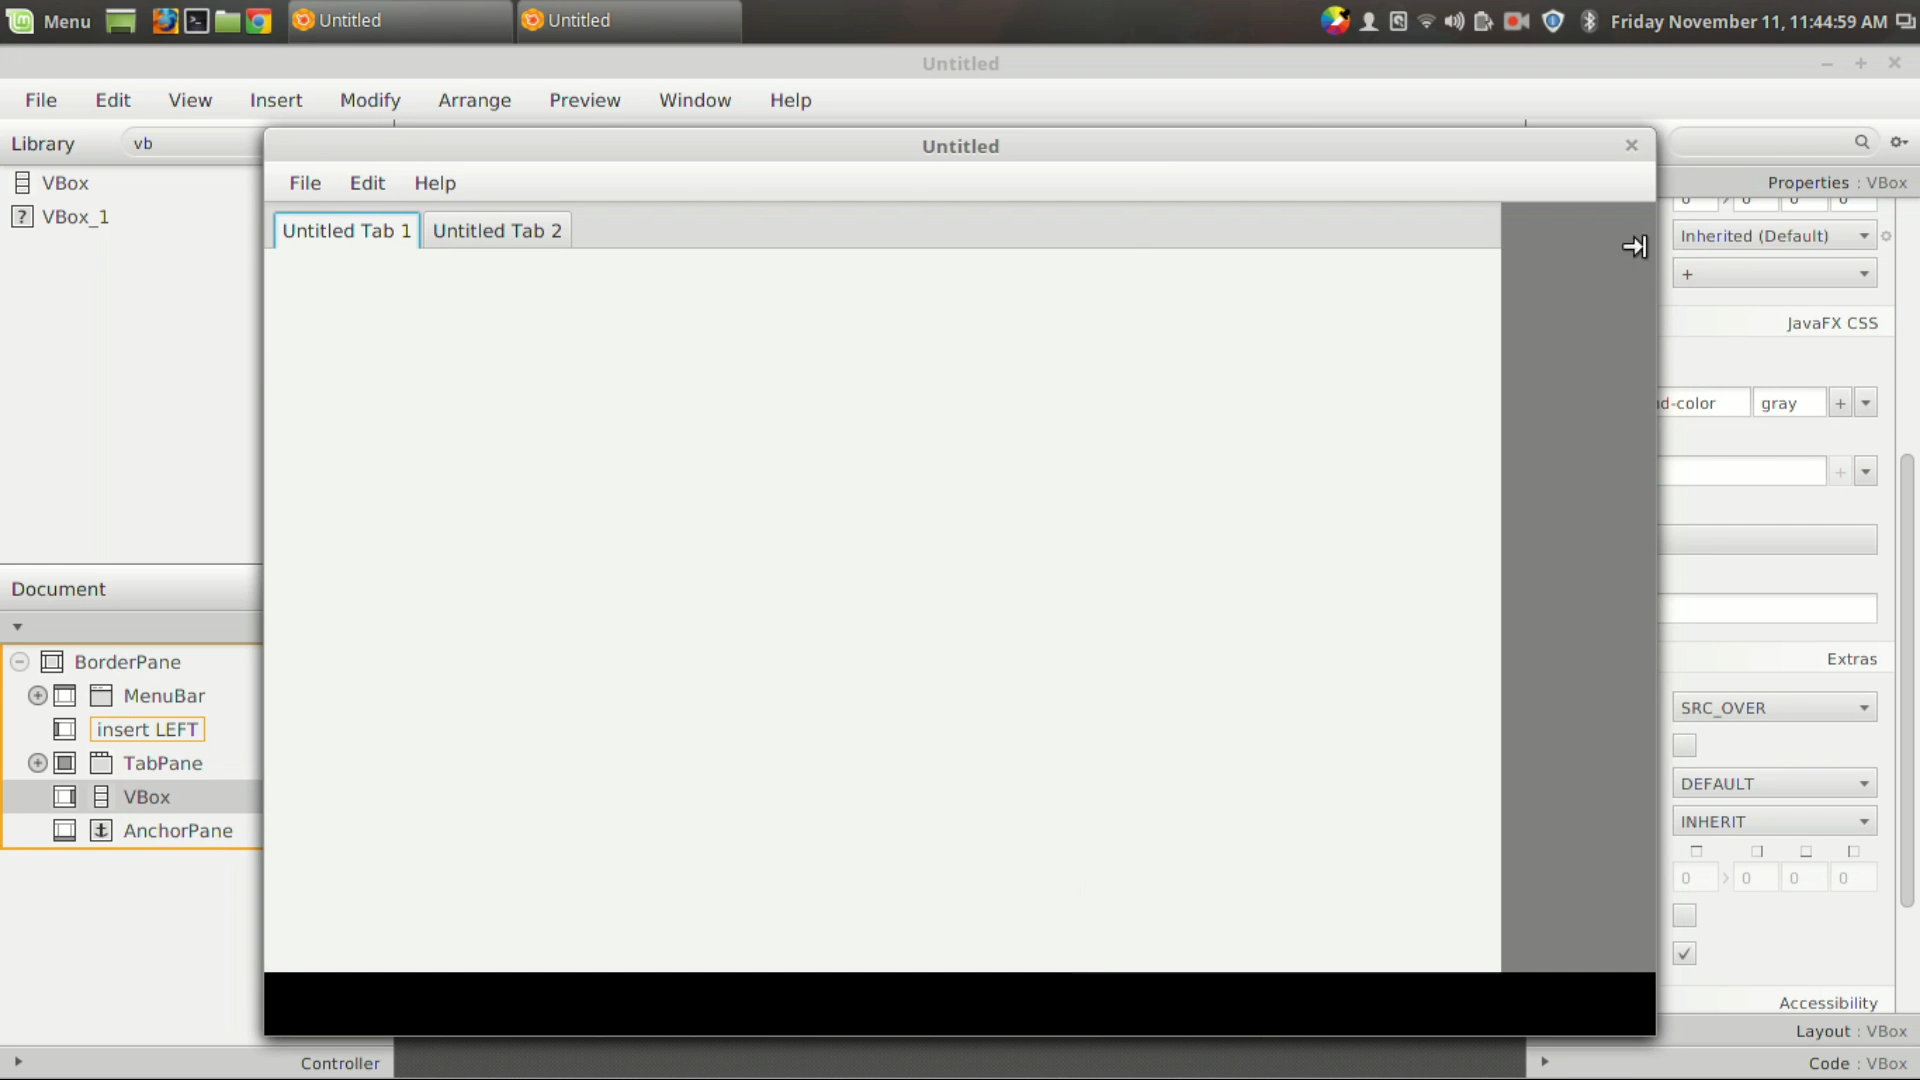 Menu
Untitled
Untitled
Friday November 11, 11:44:59 AM
Untitled
File Edit View Insert Modify Arrange Preview Window Help
Library
vb
VBox
VBox_1
Untitled
File Edit Help
Untitled Tab 1
Untitled Tab 2
Properties : VBox
Inherited (Default)
+
JavaFX CSS
d-color
gray
+
+
Document
BorderPane
MenuBar
insert LEFT
TabPane
VBox
AnchorPane
Extras
SRC_OVER
DEFAULT
INHERIT
0 0 0 0
Accessibility
Layout : VBox
Controller
Code : VBox